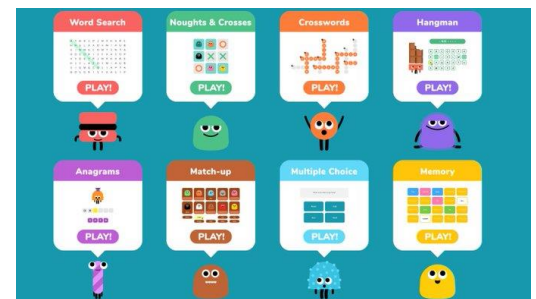 Word Search
Noughts & Crosses
Crosswords
Hangman
PLAY!
PLAY!
PLAY!
PLAY!
Anagrams
Match-up
Multiple Choice
Memory
PLAY!
PLAY!
PLAY!
PLAY!